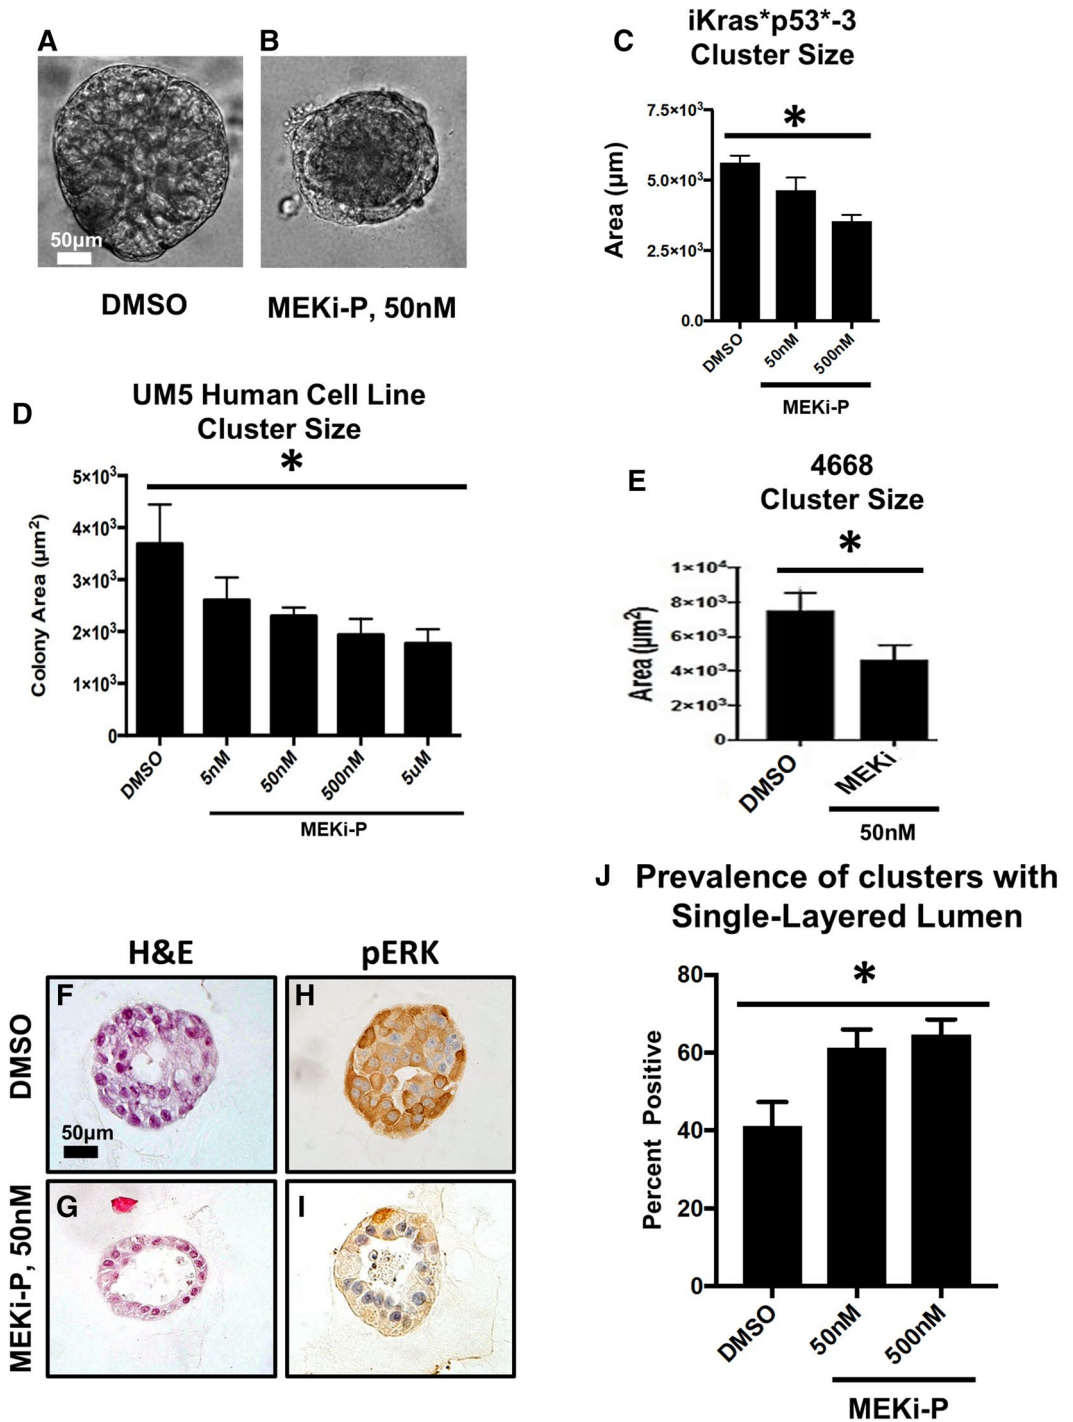 A
B
50µm
DMSO
MEKi-P, 50nM
C
iKras*p53*-3
Cluster Size
*
Area (µm)
7.5×10³
5.0×10³
2.5×10³
0.0
DMSO
50nM
500nM
MEKi-P
D
UM5 Human Cell Line
Cluster Size
*
Colony Area (µm²)
5×10³
4×10³
3×10³
2×10³
1×10³
0
DMSO
5nM
50nM
500nM
5uM
MEKi-P
E
4668
Cluster Size
*
Area (µm²)
1×10⁴
8×10³
6×10³
4×10³
2×10³
0
DMSO
MEKi
50nM
H&E
pERK
DMSO
MEKi-P, 50nM
F
50µm
H
G
I
J
Prevalence of clusters with
Single-Layered Lumen
*
Percent Positive
80
60
40
20
0
DMSO
50nM
500nM
MEKi-P